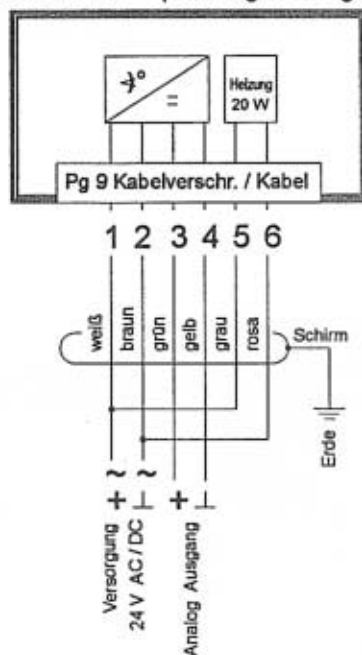 Heizung
20 W
Pg 9 Kabelverschr. / Kabel
1 2 3 4 5 6
weiß
braun
grün
gelb
grau
rosa
Schirm
Erde
~ ~
+ ⊥ + ⊥
Versorgung
24 V AC / DC
Analog Ausgang